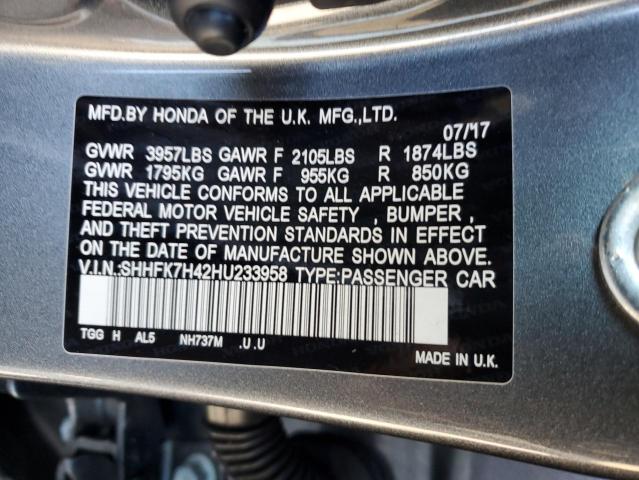 MFD.BY HONDA OF THE U.K. MFG.,LTD.
07/17
GVWR 3957LBS GAWR F 2105LBS R 1874LBS
GVWR 1795KG GAWR F 955KG R 850KG
THIS VEHICLE CONFORMS TO ALL APPLICABLE
FEDERAL MOTOR VEHICLE SAFETY , BUMPER ,
AND THEFT PREVENTION STANDARDS IN EFFECT
ON THE DATE OF MANUFACTURE SHOWN ABOVE.
V.I.N.:SHHFK7H42HU233958 TYPE:PASSENGER CAR
TGG H AL5 NH737M .U.U
MADE IN U.K.